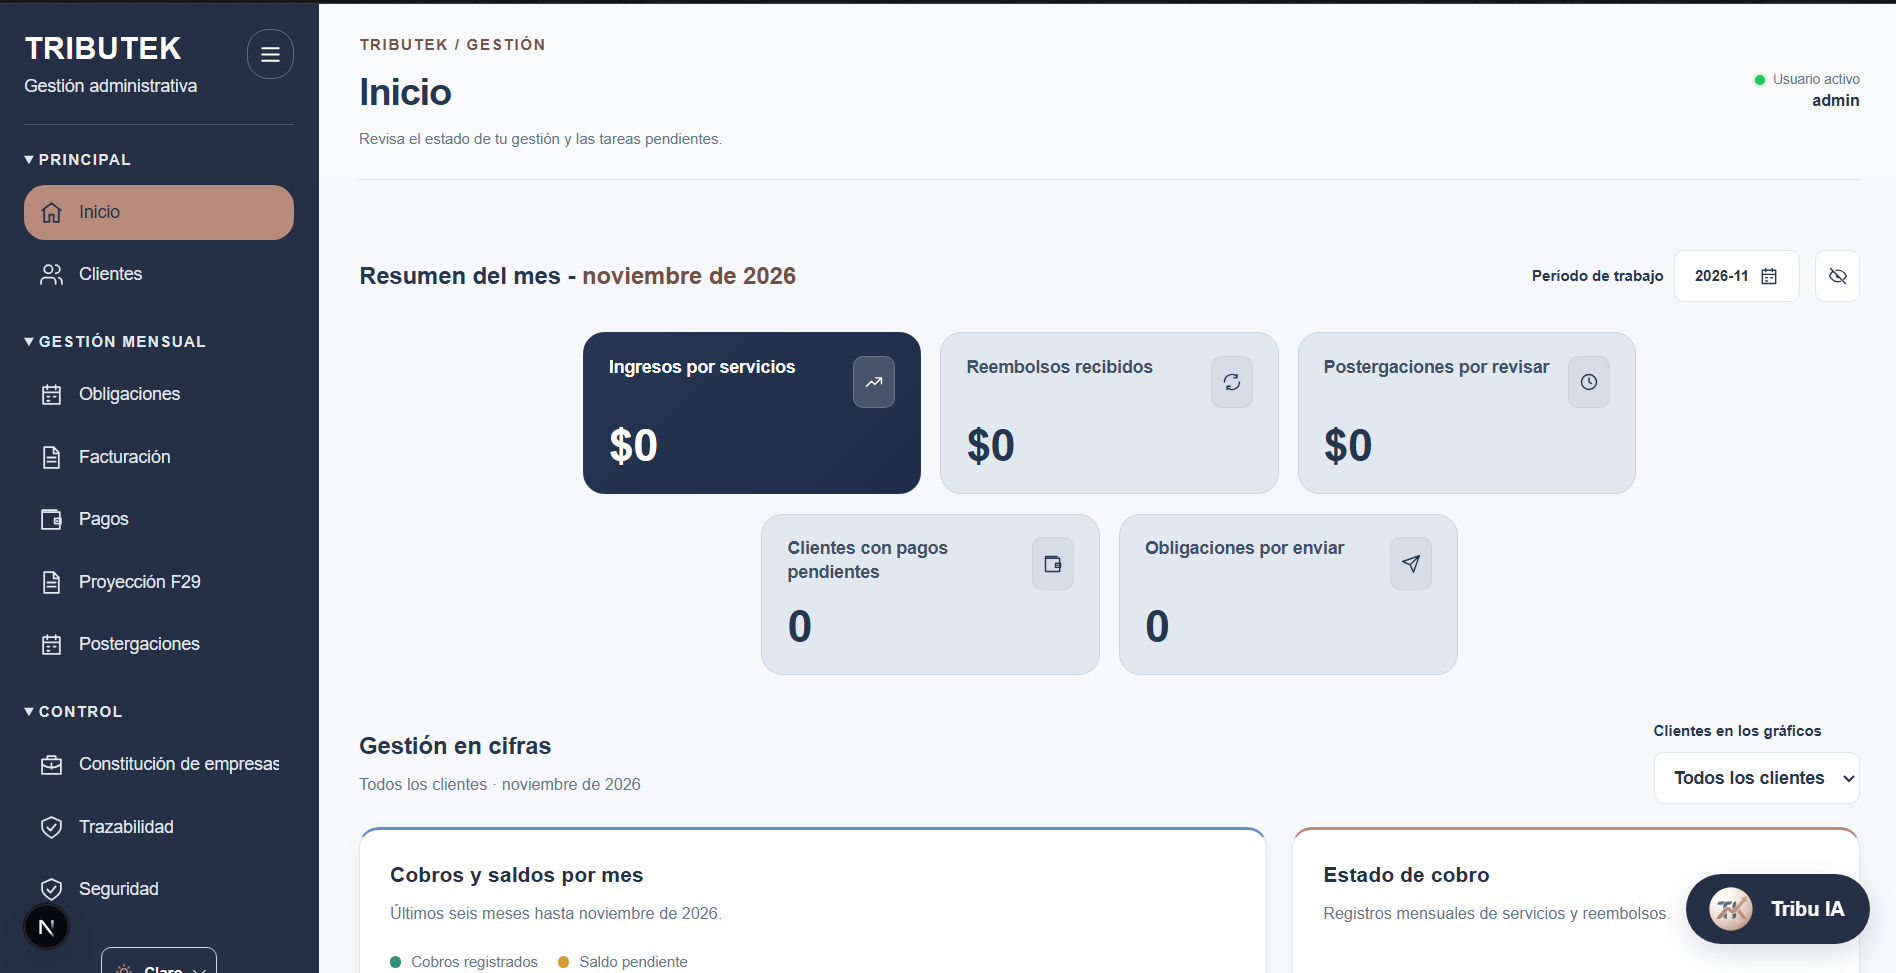 TRIBUTEK
Gestión administrativa
▼ PRINCIPAL
Inicio
Clientes
▼ GESTIÓN MENSUAL
Obligaciones
Facturación
Pagos
Proyección F29
Postergaciones
▼ CONTROL
Constitución de empresas
Trazabilidad
Seguridad
N
Claro
TRIBUTEK / GESTIÓN
Inicio
Revisa el estado de tu gestión y las tareas pendientes.
Usuario activo
admin
Resumen del mes - noviembre de 2026
Período de trabajo
2026-11
Ingresos por servicios
$0
Reembolsos recibidos
$0
Postergaciones por revisar
$0
Clientes con pagos
pendientes
0
Obligaciones por enviar
0
Gestión en cifras
Todos los clientes · noviembre de 2026
Clientes en los gráficos
Todos los clientes
Cobros y saldos por mes
Últimos seis meses hasta noviembre de 2026.
Cobros registrados
Saldo pendiente
Estado de cobro
Registros mensuales de servicios y reembolsos.
TK
Tribu IA